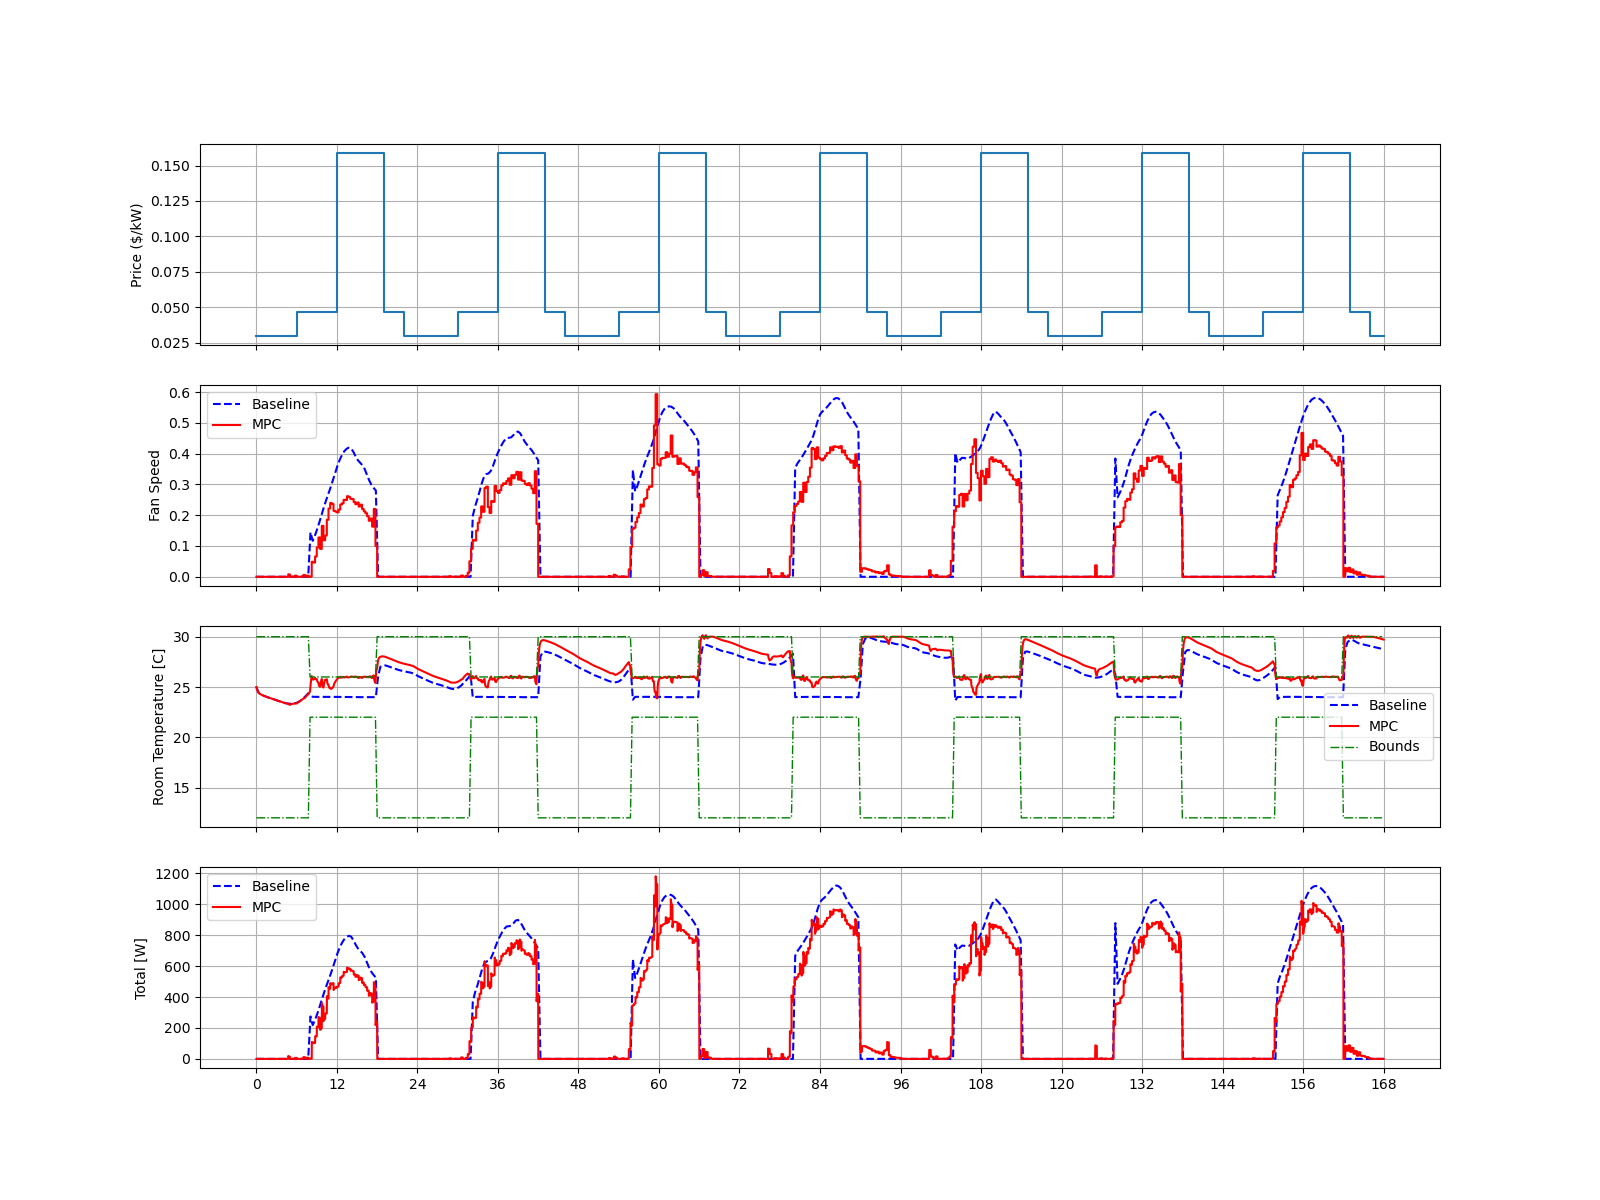 Price ($/kW)
0.150
0.125
0.100
0.075
0.050
0.025
Fan Speed
0.6
0.5
0.4
0.3
0.2
0.1
0.0
Baseline
MPC
Room Temperature [C]
30
25
20
15
Baseline
MPC
Bounds
Total [W]
1200
1000
800
600
400
200
0
Baseline
MPC
0 12 24 36 48 60 72 84 96 108 120 132 144 156 168